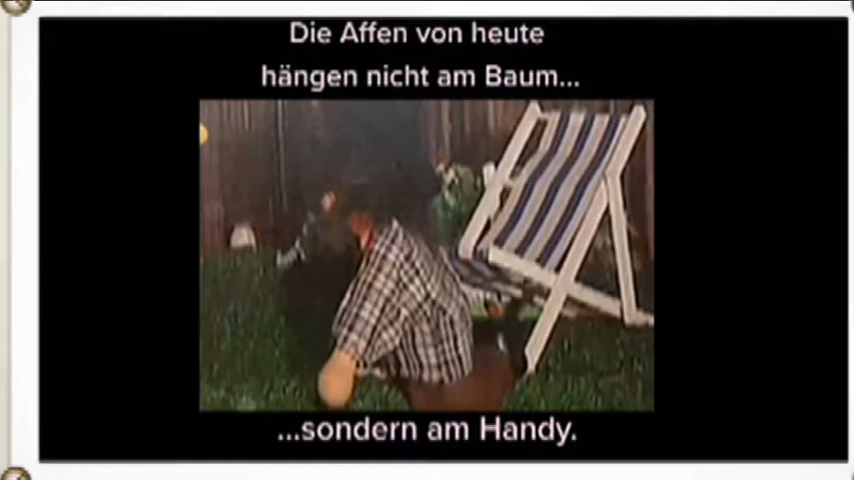 Die Affen von heute
hängen nicht am Baum...
...sondern am Handy.